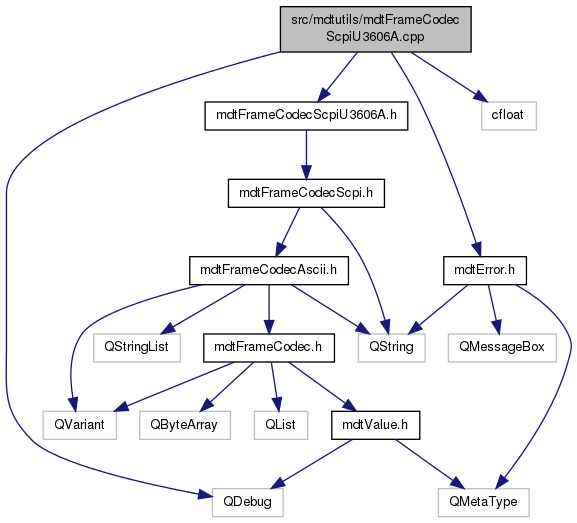 src/mdtutils/mdtFrameCodec
ScpiU3606A.cpp
mdtFrameCodecScpiU3606A.h
cfloat
mdtFrameCodecScpi.h
mdtFrameCodecAscii.h
mdtError.h
QStringList
mdtFrameCodec.h
QString
QMessageBox
QVariant
QByteArray
QList
mdtValue.h
QDebug
QMetaType